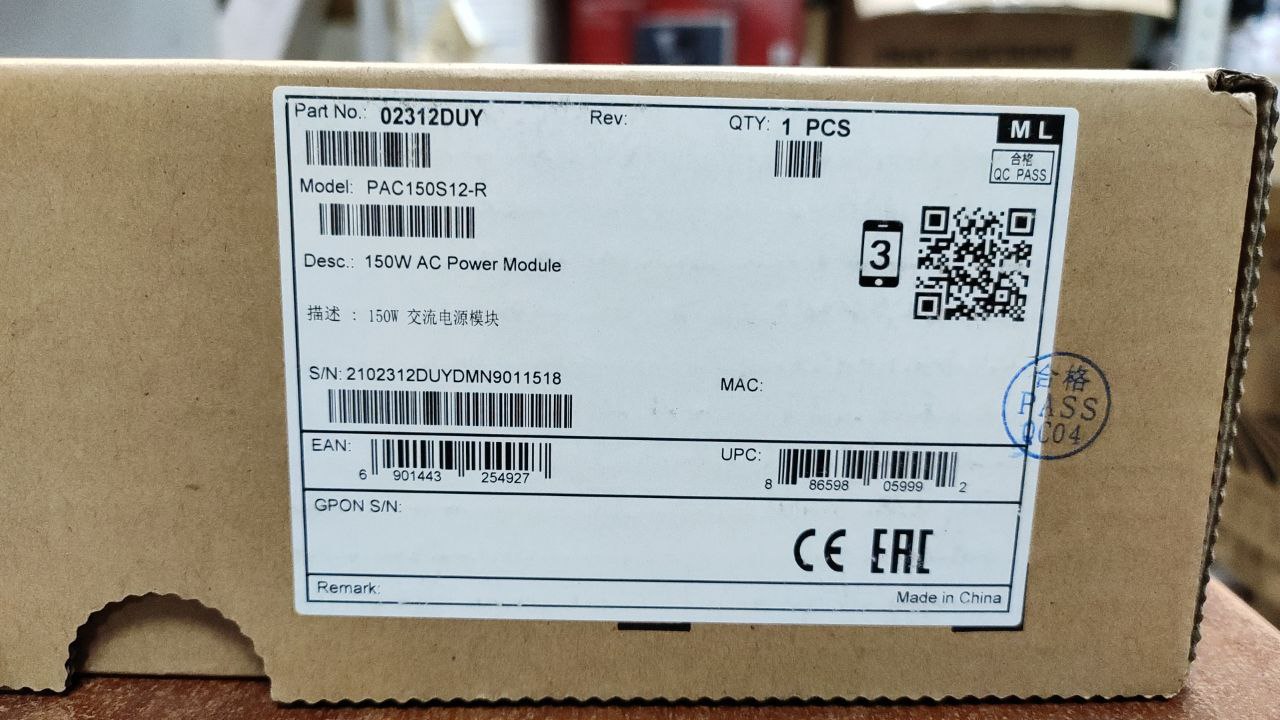 Part No.: 02312DUY Rev: QTY: 1 PCS ML
合格
QC PASS
Model: PAC150S12-R
3
Desc.: 150W AC Power Module
描述 : 150W 交流电源模块
S/N: 2102312DUYDMN9011518 MAC:
合格
PASS
QC04
EAN: 6 901443 254927 UPC: 8 86598 05999 2
GPON S/N:
CE EAC
Remark: Made in China